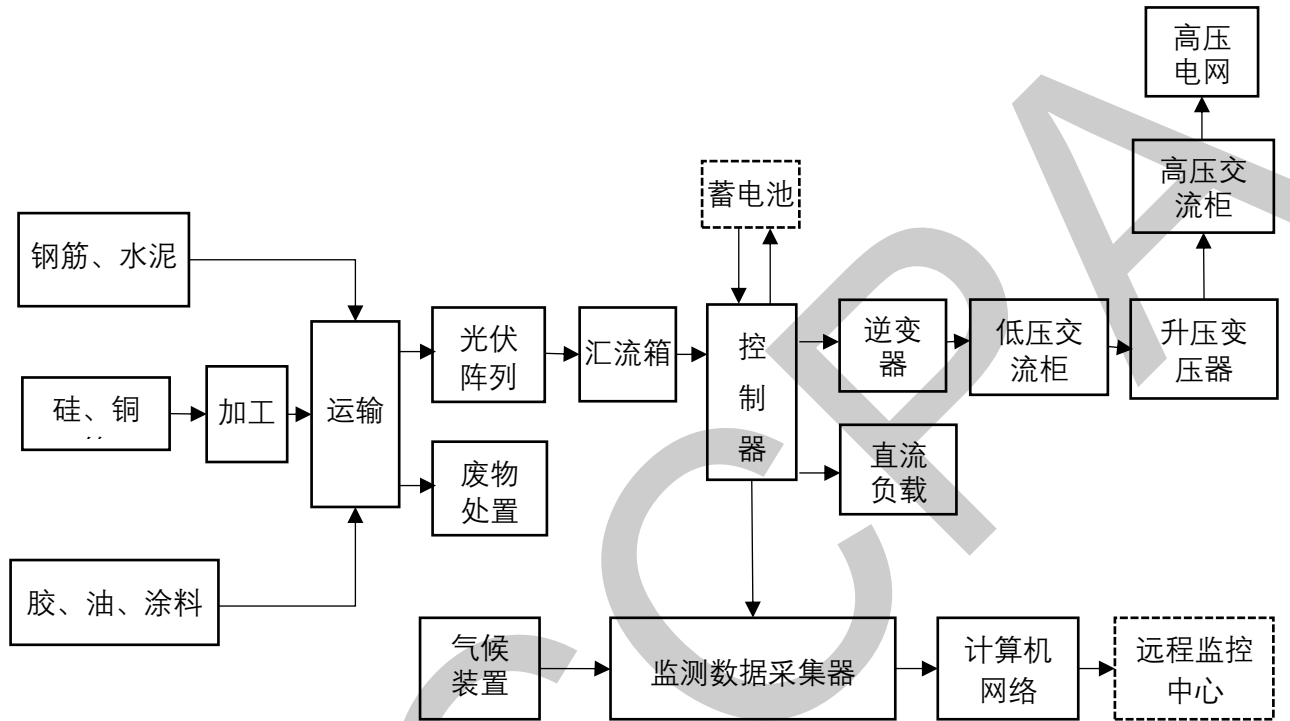 高压
电网
高压交
流柜
蓄电池
钢筋、水泥
光伏
阵列
汇流箱
控
制
器
逆变
器
低压交
流柜
升压变
压器
硅、铜
加工
运输
废物
处置
直流
负载
胶、油、涂料
气候
装置
监测数据采集器
计算机
网络
远程监控
中心
CCPA